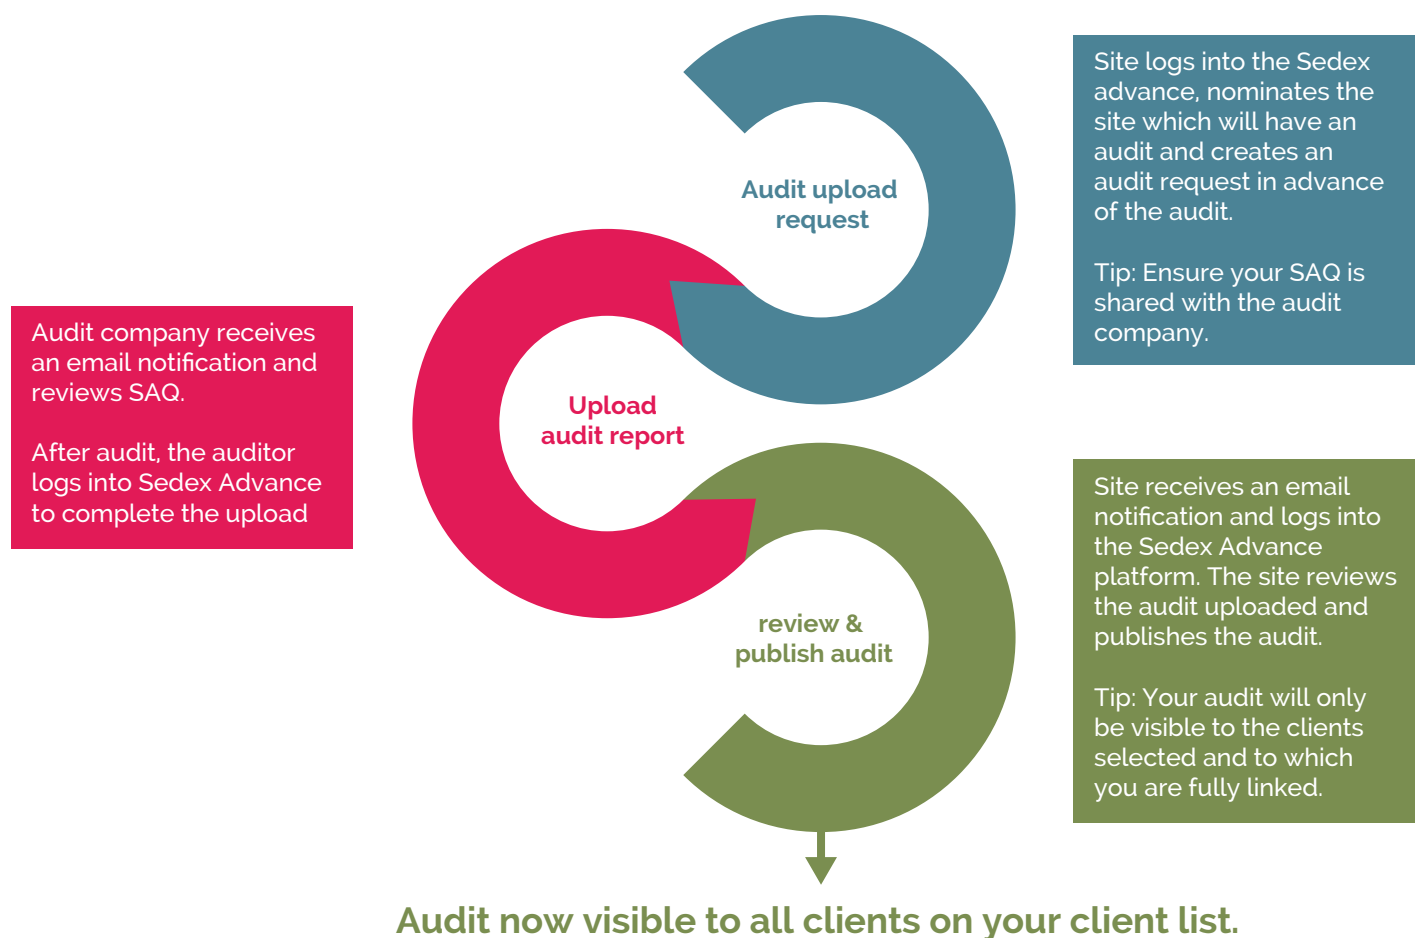 Audit upload
request
Site logs into the Sedex
advance, nominates the
site which will have an
audit and creates an
audit request in advance
of the audit.
Tip: Ensure your SAQ is
shared with the audit
company.
Audit company receives
an email notification and
reviews SAQ.
After audit, the auditor
logs into Sedex Advance
to complete the upload
Upload
audit report
review &
publish audit
Site receives an email
notification and logs into
the Sedex Advance
platform. The site reviews
the audit uploaded and
publishes the audit.
Tip: Your audit will only
be visible to the clients
selected and to which
you are fully linked.
Audit now visible to all clients on your client list.